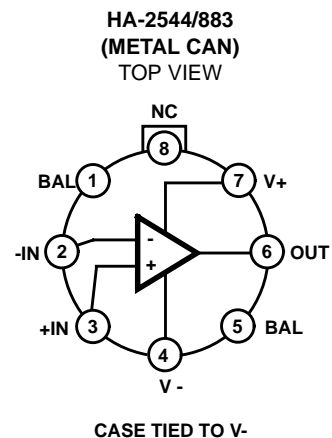 HA-2544/883
(METAL CAN)
TOP VIEW
NC
8
BAL 1
7 V+
-IN 2
-
6 OUT
+
+IN 3
5 BAL
4
V -
CASE TIED TO V-